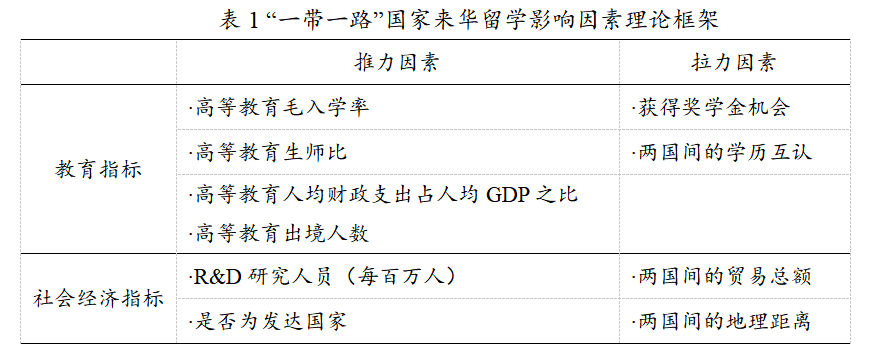 表 1 “一带一路”国家来华留学影响因素理论框架
推力因素 拉力因素
·高等教育毛入学率 ·获得奖学金机会
教育指标 ·高等教育生师比 ·两国间的学历互认
·高等教育人均财政支出占人均 GDP 之比
·高等教育出境人数
社会经济指标 ·R&D 研究人员（每百万人） ·两国间的贸易总额
·是否为发达国家 ·两国间的地理距离